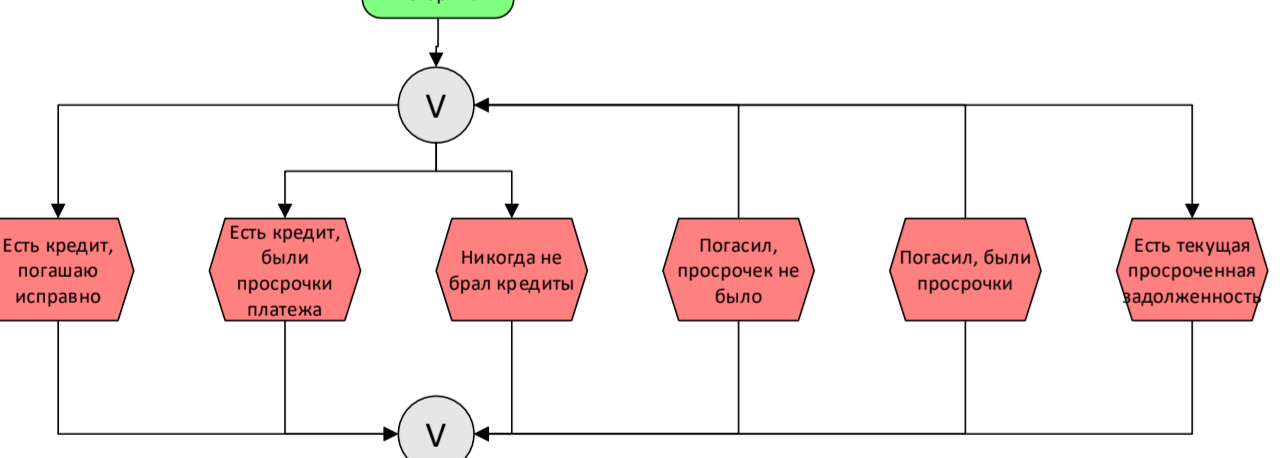 V
Есть кредит,
погашаю
исправно
Есть кредит,
были
просрочки
платежа
Никогда не
брал кредиты
Погасил,
просрочек не
было
Погасил, были
просрочки
Есть текущая
просроченная
задолженность
V